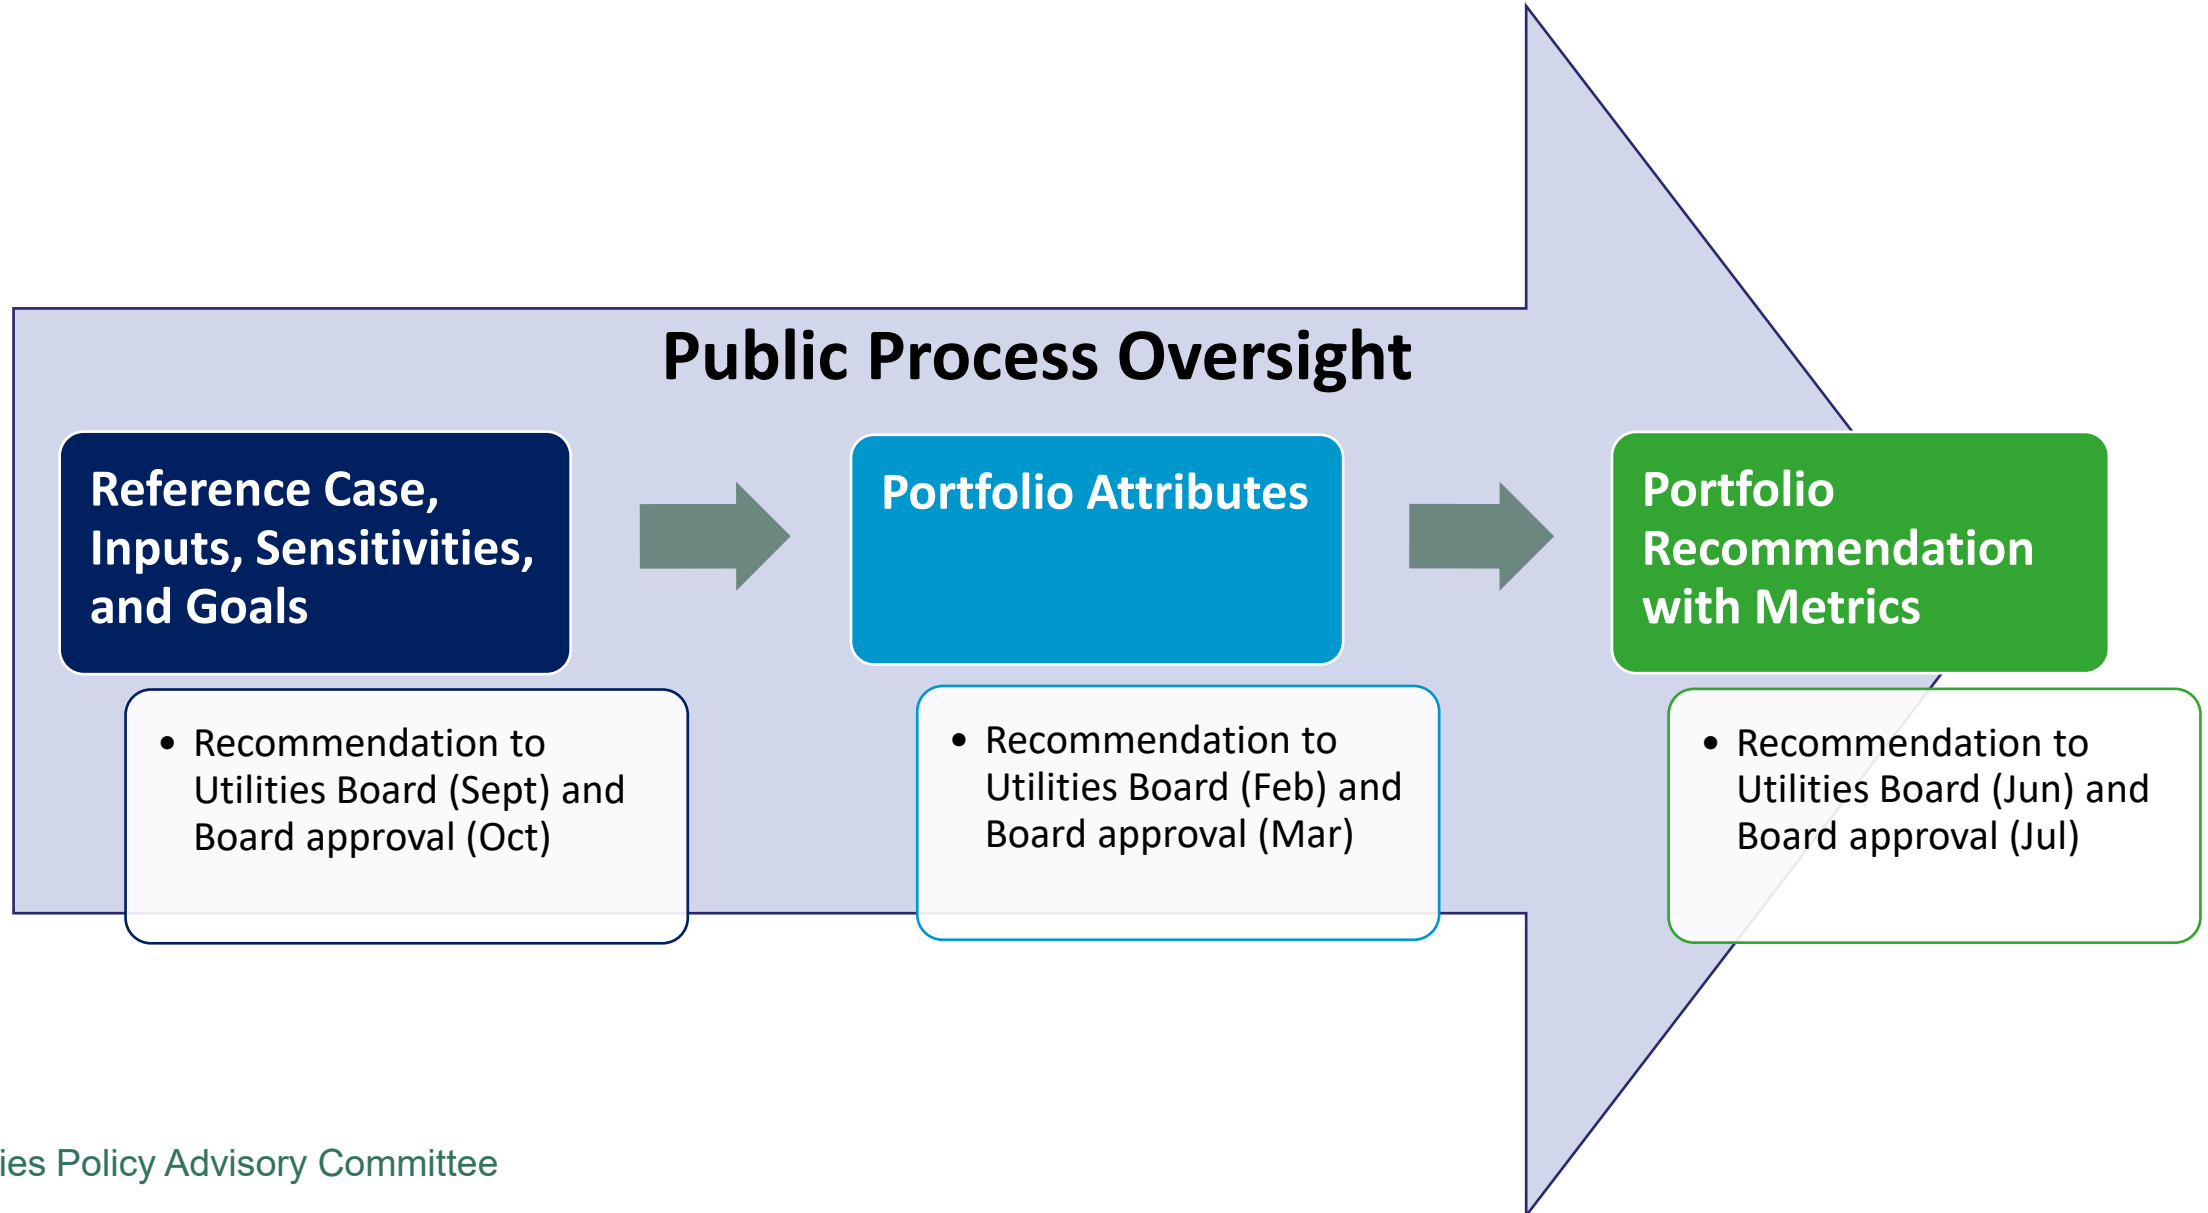 Public Process Oversight
Reference Case,
Inputs, Sensitivities,
and Goals
• Recommendation to
Utilities Board (Sept) and
Board approval (Oct)
Portfolio Attributes
• Recommendation to
Utilities Board (Feb) and
Board approval (Mar)
Portfolio
Recommendation
with Metrics
• Recommendation to
Utilities Board (Jun) and
Board approval (Jul)
ies Policy Advisory Committee